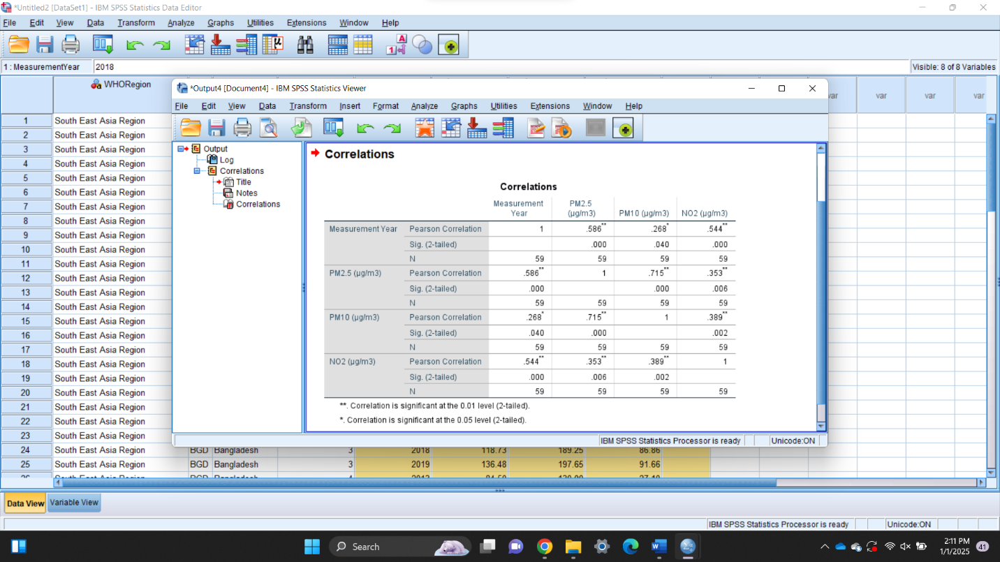 *Untitled2 [DataSet1] - IBM SPSS Statistics Data Editor
File Edit View Data Transform Analyze Graphs Utilities Extensions Window Help
1 : MeasurementYear 2018 Visible: 8 of 8 Variables
WHORegion var var var var
1 South East Asia Region
2 South East Asia Region
3 South East Asia Region
4 South East Asia Region
5 South East Asia Region
6 South East Asia Region
7 South East Asia Region
8 South East Asia Region
9 South East Asia Region
10 South East Asia Region
11 South East Asia Region
12 South East Asia Region
13 South East Asia Region
14 South East Asia Region
15 South East Asia Region
16 South East Asia Region
17 South East Asia Region
18 South East Asia Region
19 South East Asia Region
20 South East Asia Region
21 South East Asia Region
22 South East Asia Region
23 South East Asia Region
24 South East Asia Region BGD Bangladesh 3 2018 118.73 189.25 86.86
25 South East Asia Region BGD Bangladesh 3 2019 136.48 197.65 91.66
*Output4 [Document4] - IBM SPSS Statistics Viewer
File Edit View Data Transform Insert Format Analyze Graphs Utilities Extensions Window Help
Output
Log
Correlations
Title
Notes
Correlations
Correlations
Correlations
Measurement Year PM2.5 (µg/m3) PM10 (µg/m3) NO2 (µg/m3)
Measurement Year Pearson Correlation 1 .586** .268* .544**
Sig. (2-tailed) .000 .040 .000
N 59 59 59 59
PM2.5 (µg/m3) Pearson Correlation .586** 1 .715** .353**
Sig. (2-tailed) .000 .000 .006
N 59 59 59 59
PM10 (µg/m3) Pearson Correlation .268* .715** 1 .389**
Sig. (2-tailed) .040 .000 .002
N 59 59 59 59
NO2 (µg/m3) Pearson Correlation .544** .353** .389** 1
Sig. (2-tailed) .000 .006 .002
N 59 59 59 59
**. Correlation is significant at the 0.01 level (2-tailed).
*. Correlation is significant at the 0.05 level (2-tailed).
IBM SPSS Statistics Processor is ready Unicode:ON
Data View Variable View
IBM SPSS Statistics Processor is ready Unicode:ON
Search
2:11 PM
1/1/2025
41